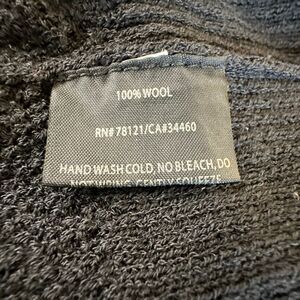 100% WOOL
RN# 78121/CA#34460
HAND WASH COLD, NO BLEACH, DO
NOT WRING, GENTLY SQUEEZE